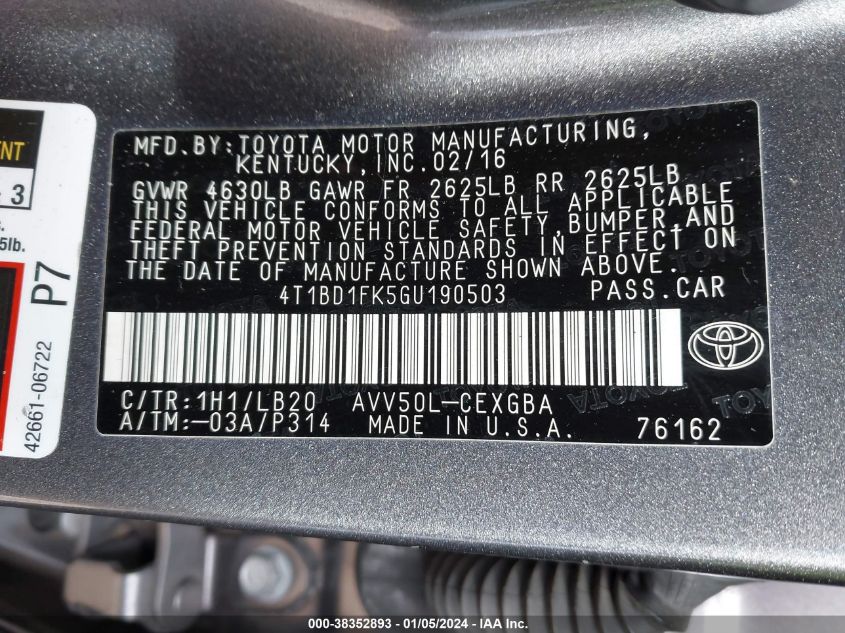 MFD.BY:TOYOTA MOTOR MANUFACTURING,
KENTUCKY,INC.02/16
GVWR 4630LB GAWR FR 2625LB RR 2625LB
THIS VEHICLE CONFORMS TO ALL APPLICABLE
FEDERAL MOTOR VEHICLE SAFETY,BUMPER,AND
THEFT PREVENTION STANDARDS IN EFFECT ON
THE DATE OF MANUFACTURE SHOWN ABOVE.
4T1BD1FK5GU190503 PASS.CAR
C/TR:1H1/LB20 AVV50L-CEXGBA
A/TM:-03A/P314 MADE IN U.S.A. 76162
3
5lb.
P7
42661-06722
TOYOTA
000-38352893 - 01/05/2024 - IAA Inc.